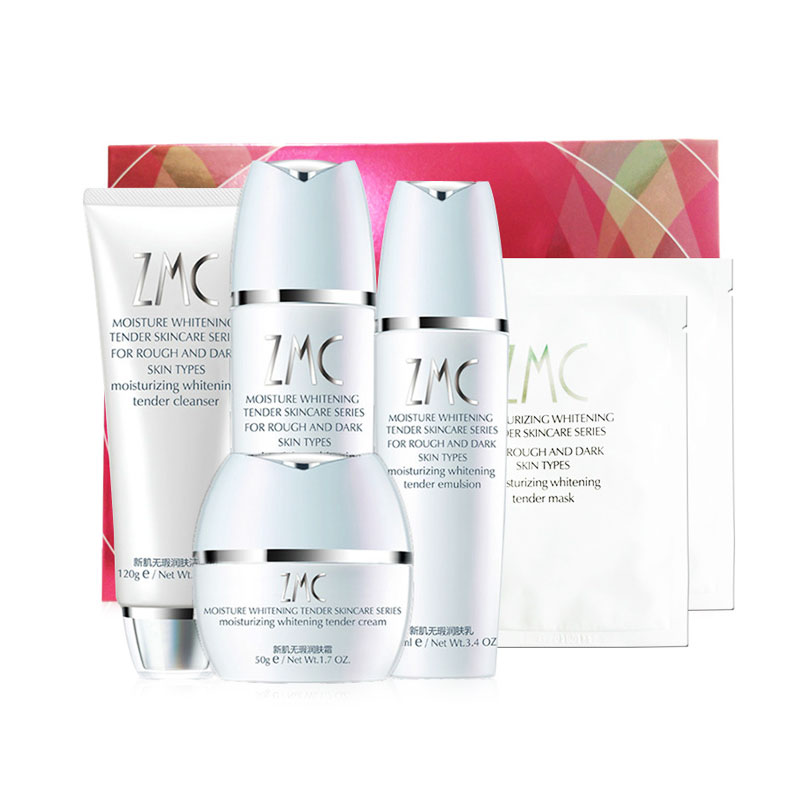 ZMC
MOISTURE WHITENING
TENDER SKINCARE SERIES
FOR ROUGH AND DARK
SKIN TYPES
moisturizing whitening
tender cleanser
新肌无瑕润肤
120g e / Net Wt.
ZMC
MOISTURE WHITENING
TENDER SKINCARE SERIES
FOR ROUGH AND DARK
SKIN TYPES
ZMC
MOISTURE WHITENING TENDER SKINCARE SERIES
moisturizing whitening tender cream
新肌无瑕润肤霜
50g e / Net Wt.1.7 OZ.
ZMC
MOISTURE WHITENING
TENDER SKINCARE SERIES
FOR ROUGH AND DARK
SKIN TYPES
moisturizing whitening
tender emulsion
新肌无瑕润肤乳
ml e / Net Wt.3.4 OZ
ZMC
URIZING WHITENING
DER SKINCARE SERIES
ROUGH AND DARK
SKIN TYPES
sturizing whitening
tender mask